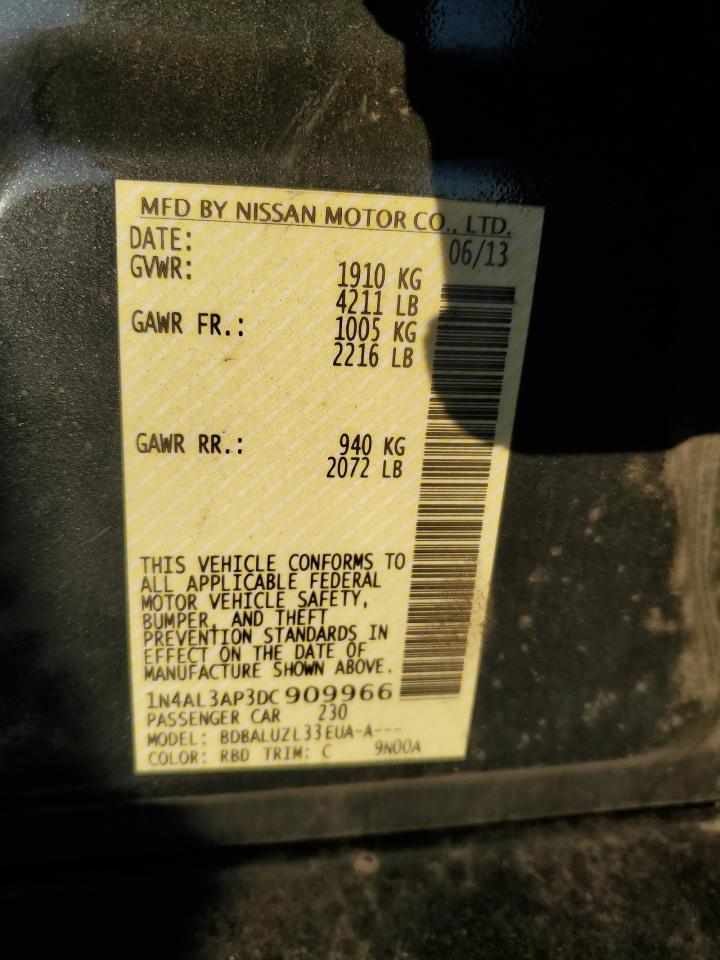 MFD BY NISSAN MOTOR CO., LTD.
DATE: 06/13
GVWR: 1910 KG
4211 LB
GAWR FR.: 1005 KG
2216 LB
GAWR RR.: 940 KG
2072 LB
THIS VEHICLE CONFORMS TO
ALL APPLICABLE FEDERAL
MOTOR VEHICLE SAFETY,
BUMPER, AND THEFT
PREVENTION STANDARDS IN
EFFECT ON THE DATE OF
MANUFACTURE SHOWN ABOVE.
1N4AL3AP3DC909966
PASSENGER CAR 230
MODEL: BDBALUZL33EUA-A---
COLOR: RBD TRIM: C 9N00A